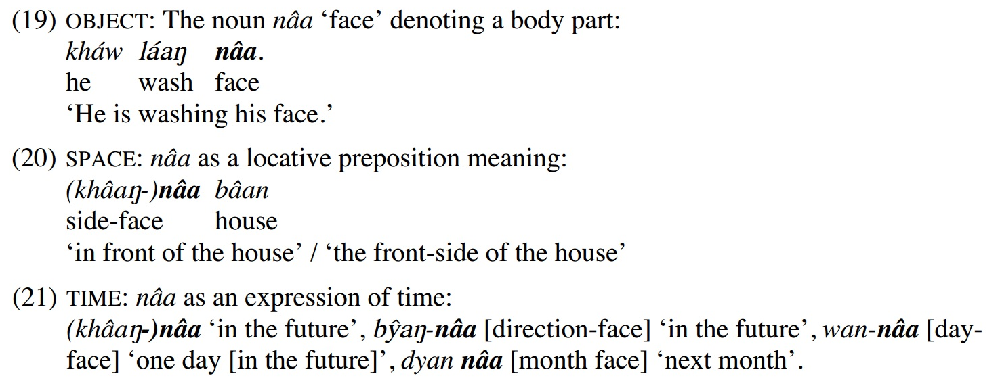 (19) OBJECT: The noun nâa ‘face’ denoting a body part:
kháw láaŋ nâa.
he wash face
‘He is washing his face.’
(20) SPACE: nâa as a locative preposition meaning:
(khâaŋ-)nâa bâan
side-face house
‘in front of the house’ / ‘the front-side of the house’
(21) TIME: nâa as an expression of time:
(khâaŋ-)nâa ‘in the future’, bŷaŋ-nâa [direction-face] ‘in the future’, wan-nâa [day-
face] ‘one day [in the future]’, dyan nâa [month face] ‘next month’.